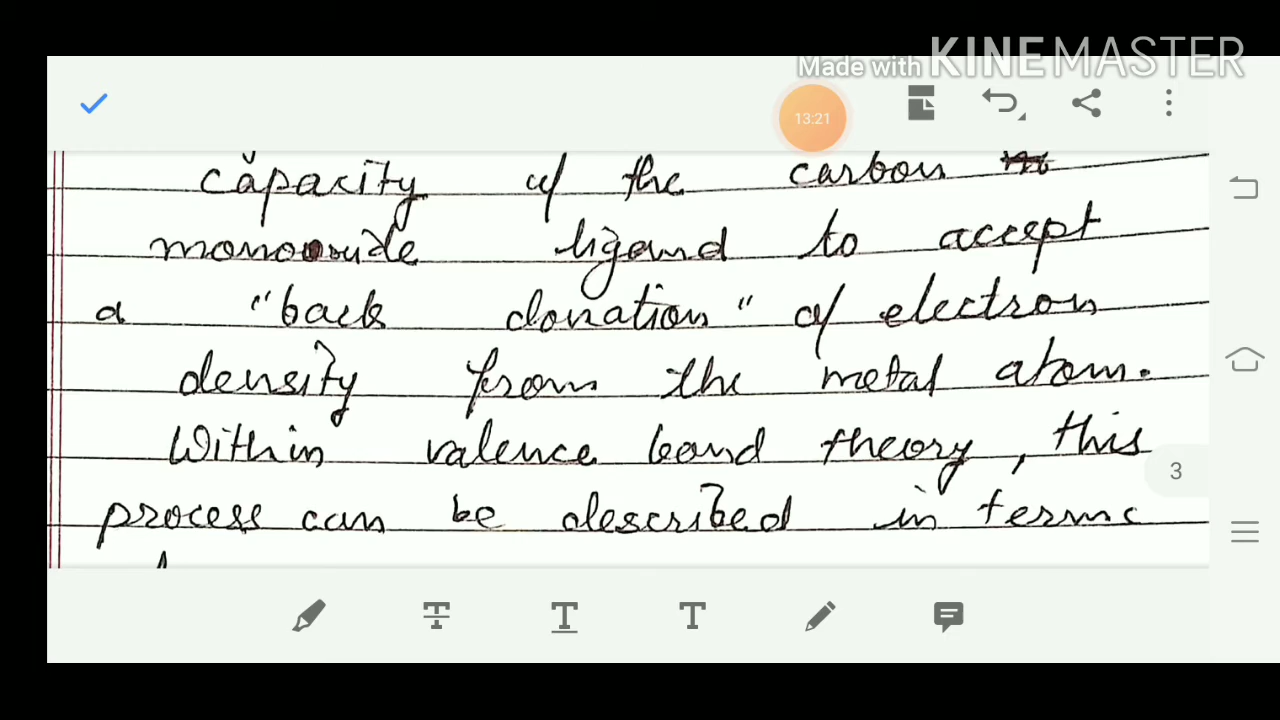 Made with KINEMASTER
13:21
capacity of the carbon
monooxide ligand to accept
a "back donation" of electron
density from the metal atom.
Within valence bond theory, this
process can be described in terms
3